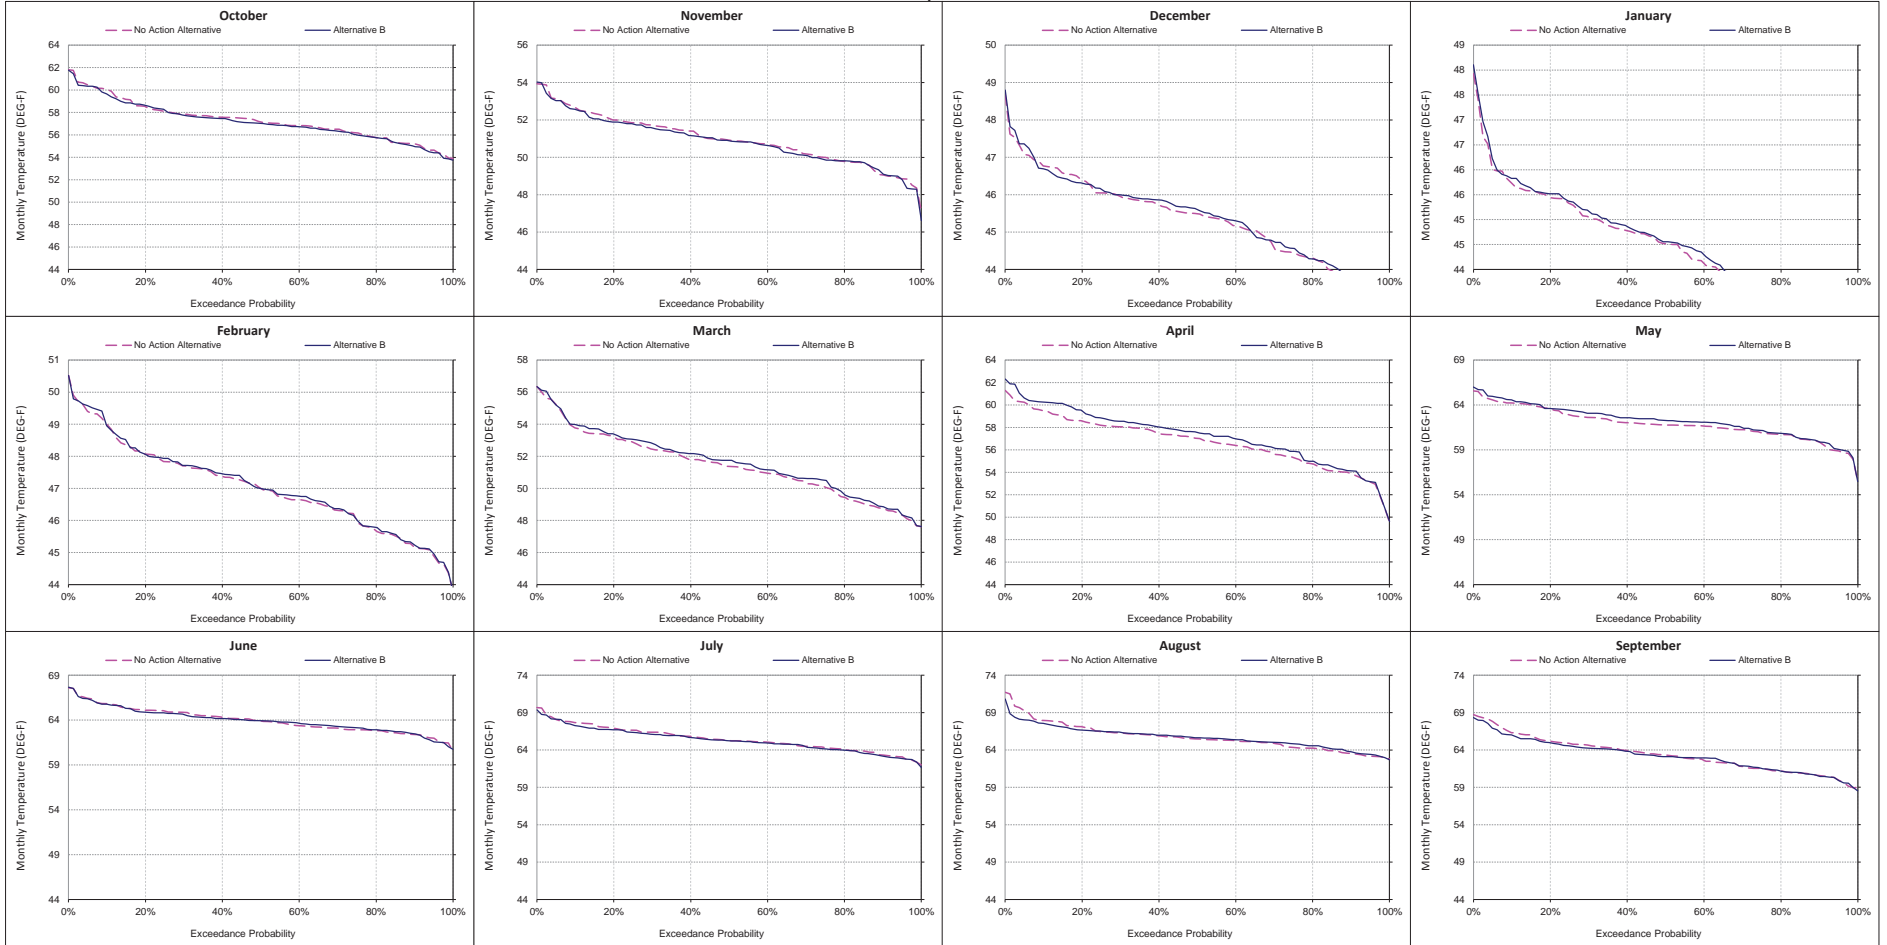 October
No Action Alternative Alternative B
64
62
60
58
56
54
52
50
48
46
44
Monthly Temperature (DEG-F)
0% 20% 40% 60% 80% 100%
Exceedance Probability
November
No Action Alternative Alternative B
56
54
52
50
48
46
44
Monthly Temperature (DEG-F)
0% 20% 40% 60% 80% 100%
Exceedance Probability
December
No Action Alternative Alternative B
50
49
48
47
46
45
44
Monthly Temperature (DEG-F)
0% 20% 40% 60% 80% 100%
Exceedance Probability
January
No Action Alternative Alternative B
49
48
48
47
47
46
46
45
45
44
Monthly Temperature (DEG-F)
0% 20% 40% 60% 80% 100%
Exceedance Probability
February
No Action Alternative Alternative B
51
50
49
48
47
46
45
44
Monthly Temperature (DEG-F)
0% 20% 40% 60% 80% 100%
Exceedance Probability
March
No Action Alternative Alternative B
58
56
54
52
50
48
46
44
Monthly Temperature (DEG-F)
0% 20% 40% 60% 80% 100%
Exceedance Probability
April
No Action Alternative Alternative B
64
62
60
58
56
54
52
50
48
46
44
Monthly Temperature (DEG-F)
0% 20% 40% 60% 80% 100%
Exceedance Probability
May
No Action Alternative Alternative B
69
64
59
54
49
44
Monthly Temperature (DEG-F)
0% 20% 40% 60% 80% 100%
Exceedance Probability
June
No Action Alternative Alternative B
69
64
59
54
49
44
Monthly Temperature (DEG-F)
0% 20% 40% 60% 80% 100%
Exceedance Probability
July
No Action Alternative Alternative B
74
69
64
59
54
49
44
Monthly Temperature (DEG-F)
0% 20% 40% 60% 80% 100%
Exceedance Probability
August
No Action Alternative Alternative B
74
69
64
59
54
49
44
Monthly Temperature (DEG-F)
0% 20% 40% 60% 80% 100%
Exceedance Probability
September
No Action Alternative Alternative B
74
69
64
59
54
49
44
Monthly Temperature (DEG-F)
0% 20% 40% 60% 80% 100%
Exceedance Probability